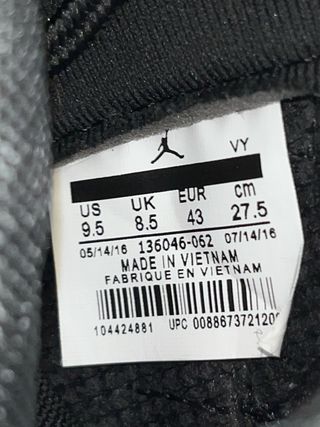 VY
US UK EUR cm
9.5 8.5 43 27.5
05/14/16 136046-062 07/14/16
MADE IN VIETNAM
FABRIQUE EN VIETNAM
104424881 UPC 00886737212